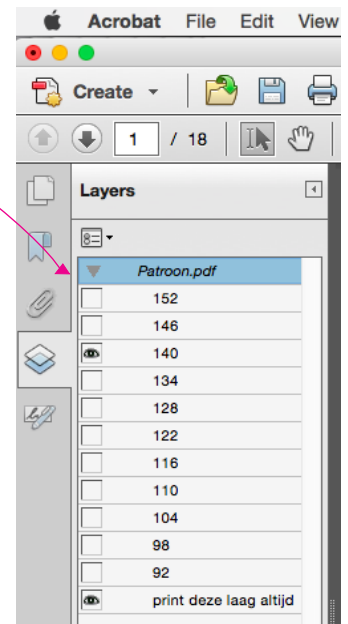 Acrobat File Edit View
Create
1 / 18
Layers
Patroon.pdf
152
146
140
134
128
122
116
110
104
98
92
print deze laag altijd